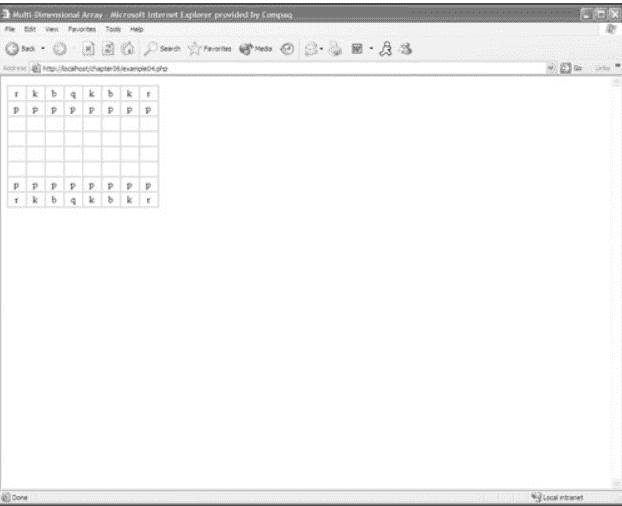 Multi-Dimensional Array - Microsoft Internet Explorer provided by Compaq
File Edit View Favorites Tools Help
Back Search Favorites Media
Address http://localhost/chapter06/example04.php Go Links
r k b q k b k r
p p p p p p p p
p p p p p p p p
r k b q k b k r
Done Local intranet